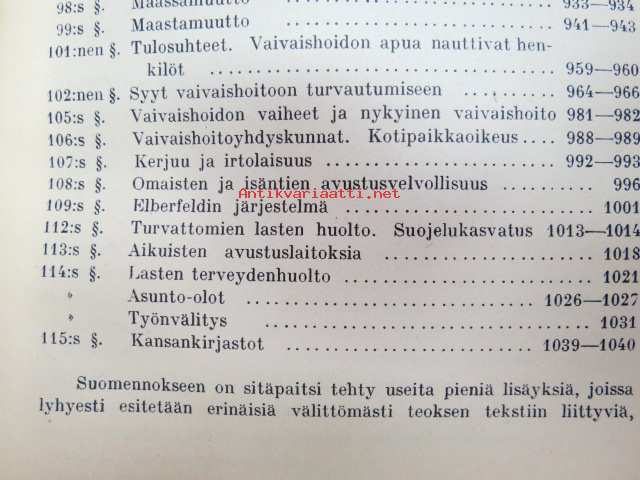 98:s §. Maassamuutto .......................... 933—934
99:s §. Maastamuutto .......................... 941—943
101:nen §. Tulosuhteet. Vaivaishoidon apua nauttivat hen-
kilöt .................................. 959—960
102:nen §. Syyt vaivaishoitoon turvautumiseen .......... 964—966
105:s §. Vaivaishoidon vaiheet ja nykyinen vaivaishoito 981—982
106:s §. Vaivaishoitoyhdyskunnat. Kotipaikkaoikeus ..... 988—989
107:s §. Kerjuu ja irtolaisuus ........................ 992—993
108:s §. Omaisten ja isäntien avustusvelvollisuus ........ 996
Antikvariaatti.net
109:s §. Elberfeldin järjestelmä ........................ 1001
112:s §. Turvattomien lasten huolto. Suojelukasvatus 1013—1014
113:s §. Aikuisten avustuslaitoksia .................... 1018
114:s §. Lasten terveydenhuolto ........................ 1021
» Asunto-olot .......................... 1026—1027
» Työnvälitys .......................... 1031
115:s §. Kansankirjastot ........................ 1039—1040
Suomennokseen on sitäpaitsi tehty useita pieniä lisäyksiä, joissa
lyhyesti esitetään erinäisiä välittömästi teoksen tekstiin liittyviä,